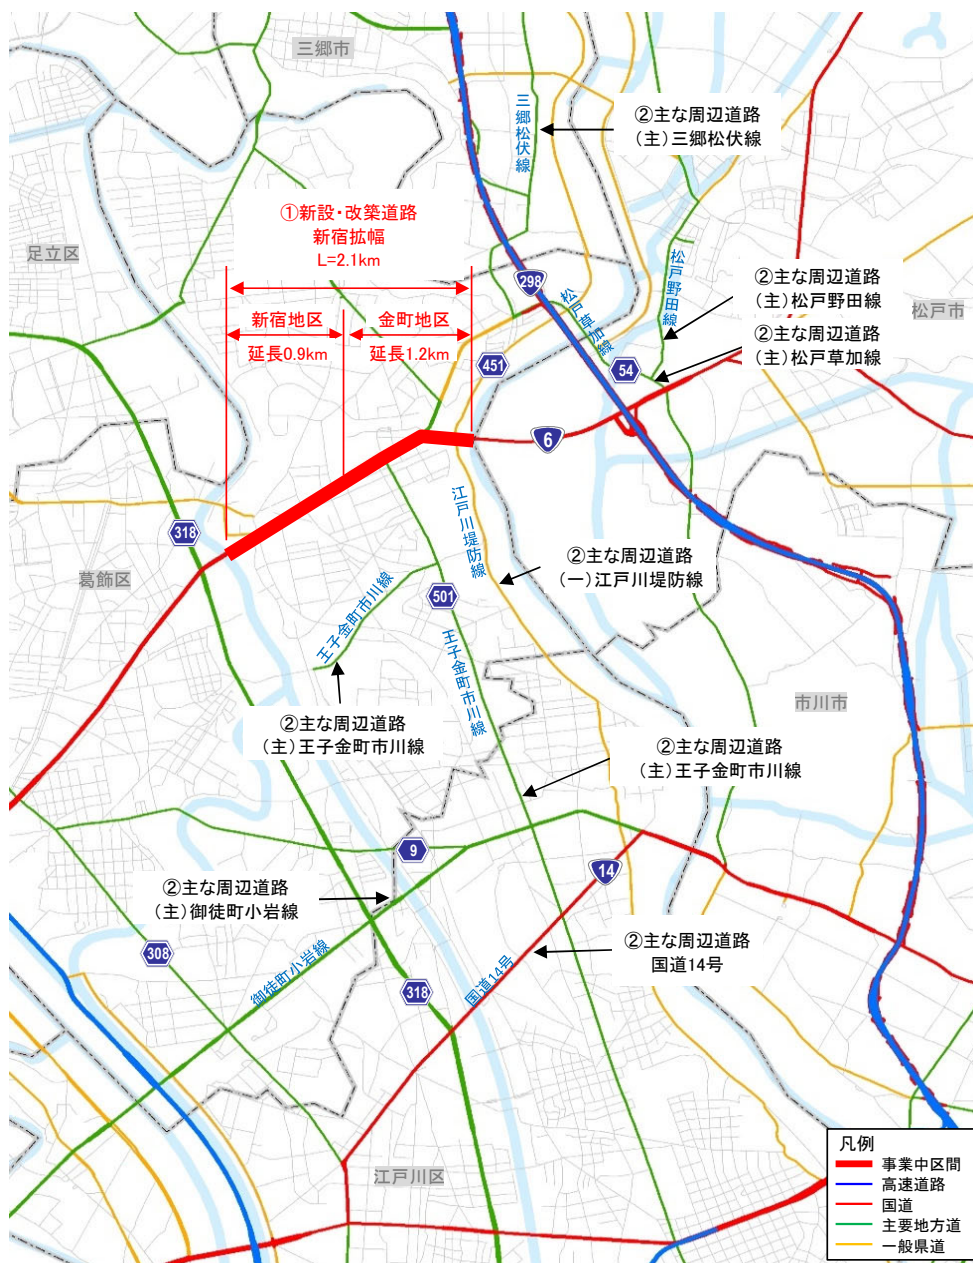 三郷市
三郷松伏線
②主な周辺道路
(主)三郷松伏線
①新設・改築道路
新宿拡幅
L=2.1km
足立区
新宿地区
延長0.9km
金町地区
延長1.2km
298
松戸草加線
松戸野田線
②主な周辺道路
(主)松戸野田線
松戸市
②主な周辺道路
(主)松戸草加線
451
54
6
318
江戸川堤防線
②主な周辺道路
(一)江戸川堤防線
葛飾区
王子金町市川線
501
王子金町市川線
②主な周辺道路
(主)王子金町市川線
市川市
②主な周辺道路
(主)王子金町市川線
9
14
②主な周辺道路
(主)御徒町小岩線
②主な周辺道路
国道14号
308
御徒町小岩線
318
国道14号
江戸川区
凡例
事業中区間
高速道路
国道
主要地方道
一般県道